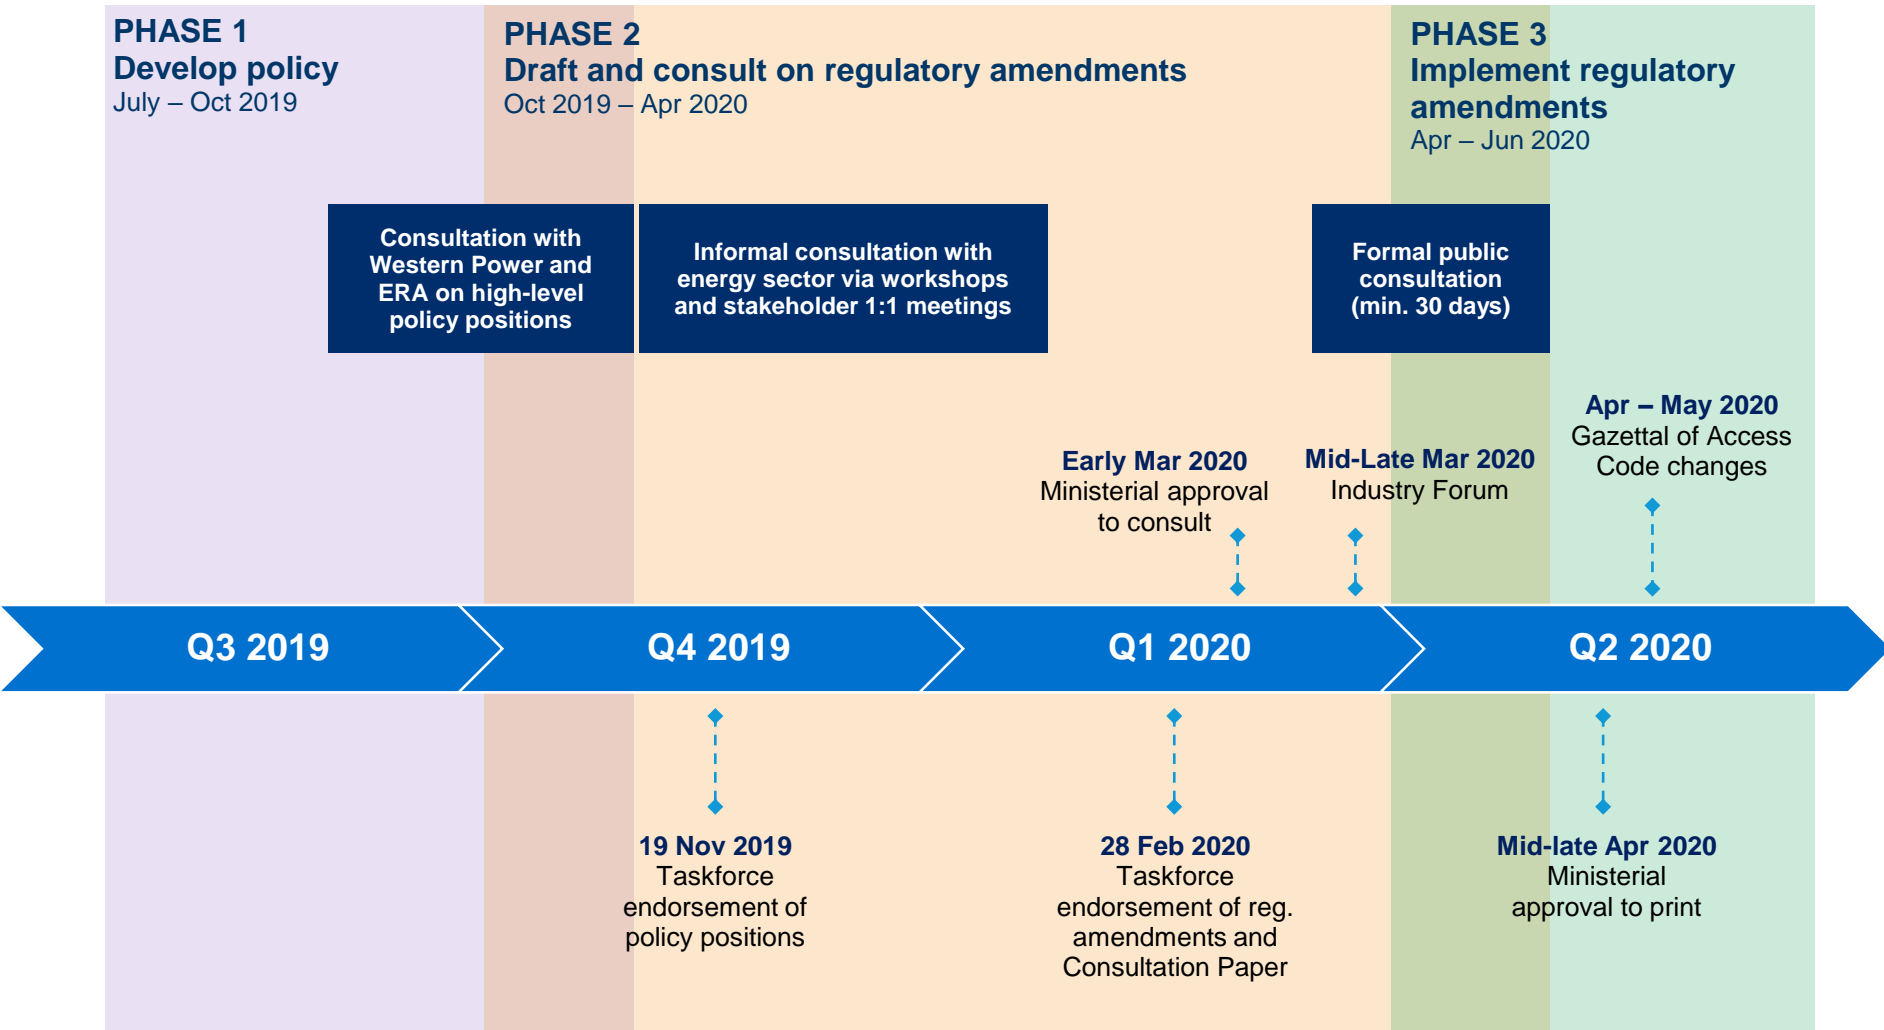 PHASE 1
Develop policy
July – Oct 2019
PHASE 2
Draft and consult on regulatory amendments
Oct 2019 – Apr 2020
PHASE 3
Implement regulatory
amendments
Apr – Jun 2020
Consultation with
Western Power and
ERA on high-level
policy positions
Informal consultation with
energy sector via workshops
and stakeholder 1:1 meetings
Formal public
consultation
(min. 30 days)
Early Mar 2020
Ministerial approval
to consult
Mid-Late Mar 2020
Industry Forum
Apr – May 2020
Gazettal of Access
Code changes
Q3 2019
Q4 2019
Q1 2020
Q2 2020
19 Nov 2019
Taskforce
endorsement of
policy positions
28 Feb 2020
Taskforce
endorsement of reg.
amendments and
Consultation Paper
Mid-late Apr 2020
Ministerial
approval to print